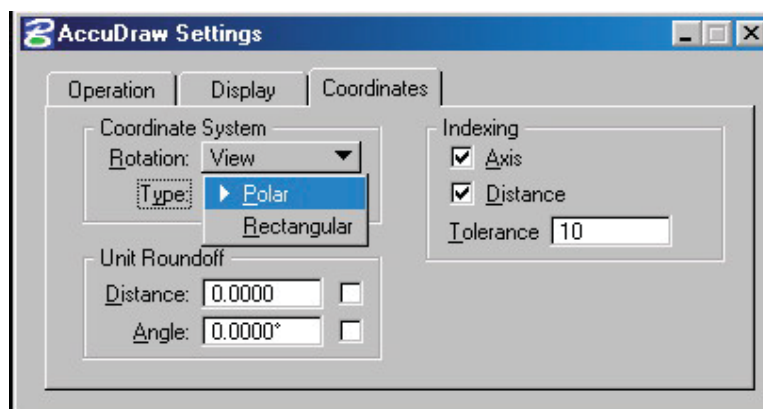 AccuDraw Settings
Operation Display Coordinates
Coordinate System
Rotation: View
Type: Polar
Rectangular
Unit Roundoff
Distance: 0.0000
Angle: 0.0000°
Indexing
Axis
Distance
Tolerance 10